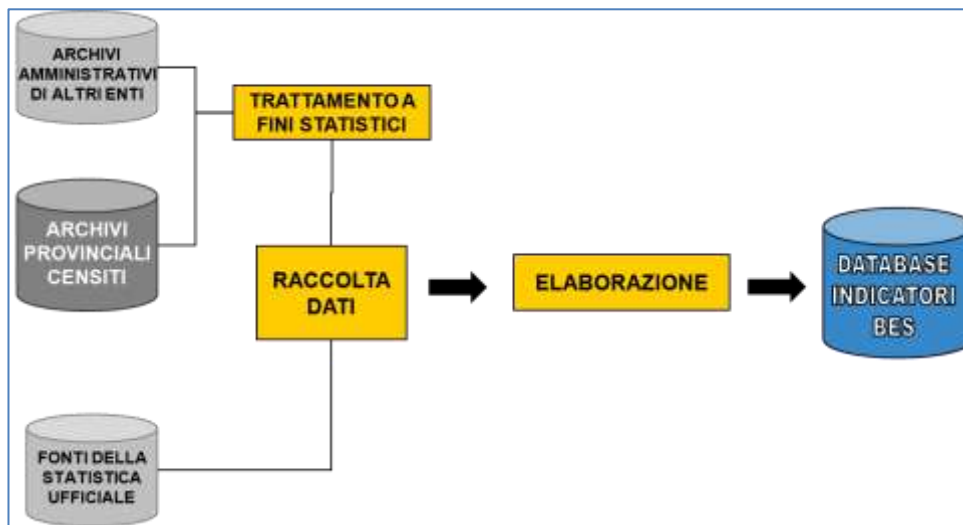 ARCHIVI
AMMINISTRATIVI
DI ALTRI ENTI
TRATTAMENTO A
FINI STATISTICI
ARCHIVI
PROVINCIALI
CENSITI
RACCOLTA
DATI
ELABORAZIONE
DATABASE
INDICATORI
BES
FONTI DELLA
STATISTICA
UFFICIALE